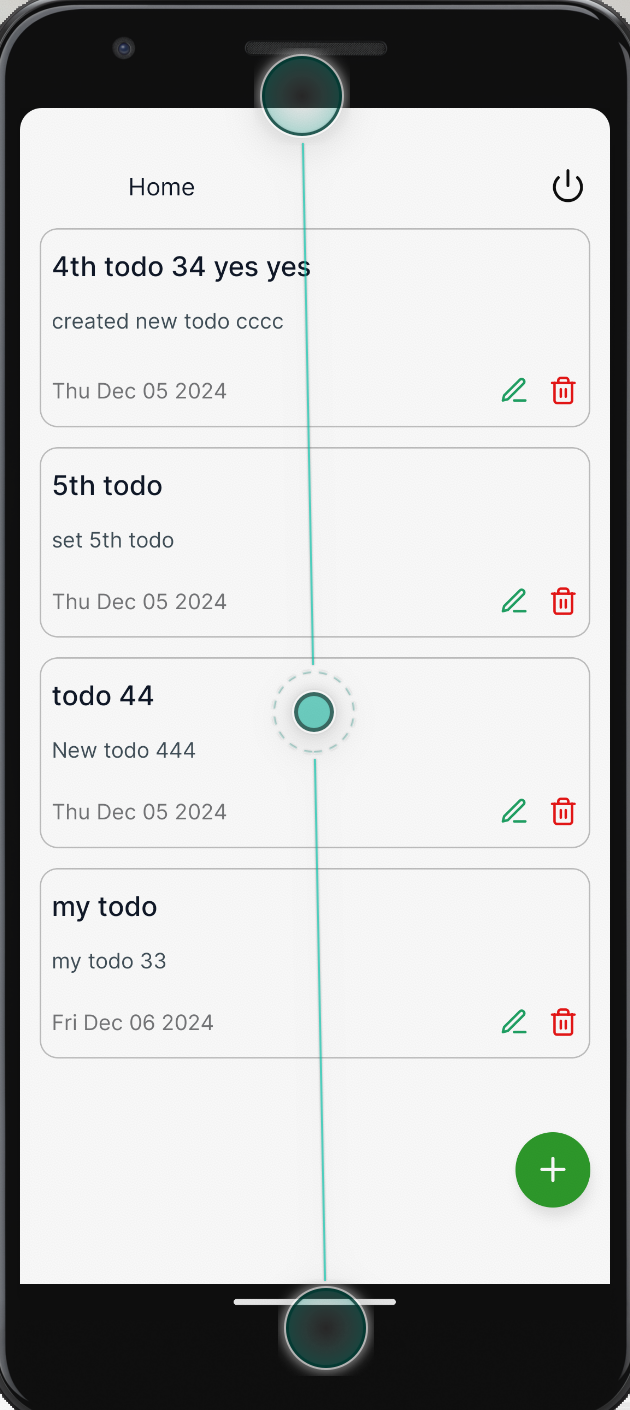 Home
4th todo 34 yes yes
created new todo cccc
Thu Dec 05 2024
5th todo
set 5th todo
Thu Dec 05 2024
todo 44
New todo 444
Thu Dec 05 2024
my todo
my todo 33
Fri Dec 06 2024